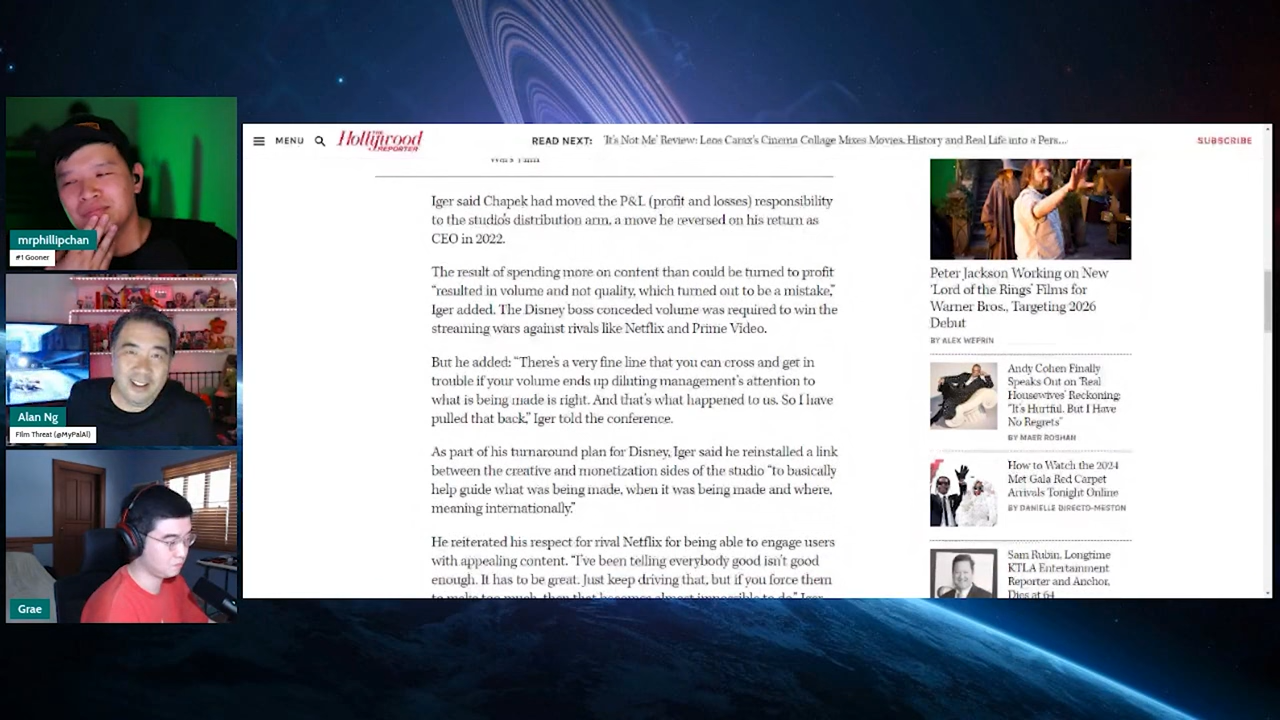 MENU
THE
Hollywood
REPORTER
READ NEXT:
'It's Not Me' Review: Leos Carax's Cinema Collage Mixes Movies, History and Real Life into a Pers...
SUBSCRIBE
Iger said Chapek had moved the P&L (profit and losses) responsibility
to the studio's distribution arm, a move he reversed on his return as
CEO in 2022.
The result of spending more on content than could be turned to profit
“resulted in volume and not quality, which turned out to be a mistake,”
Iger added. The Disney boss conceded volume was required to win the
streaming wars against rivals like Netflix and Prime Video.
But he added: “There's a very fine line that you can cross and get in
trouble if your volume ends up diluting management's attention to
what is being made is right. And that's what happened to us. So I have
pulled that back,” Iger told the conference.
As part of his turnaround plan for Disney, Iger said he reinstalled a link
between the creative and monetization sides of the studio “to basically
help guide what was being made, when it was being made and where,
meaning internationally.”
He reiterated his respect for rival Netflix for being able to engage users
with appealing content. “I've been telling everybody good isn't good
enough. It has to be great. Just keep driving that, but if you force them
to make too much, then that becomes almost impossible to do,” Iger
Peter Jackson Working on New
'Lord of the Rings' Films for
Warner Bros., Targeting 2026
Debut
BY ALEX WEPRIN
Andy Cohen Finally
Speaks Out on 'Real
Housewives' Reckoning:
“It's Hurtful. But I Have
No Regrets”
BY MAER ROSHAN
How to Watch the 2024
Met Gala Red Carpet
Arrivals Tonight Online
BY DANIELLE DIRECTO-MESTON
Sam Rubin, Longtime
KTLA Entertainment
Reporter and Anchor,
Dies at 64
mrphillipchan
#1 Gooner
Alan Ng
Film Threat (@MyPalAl)
Grae